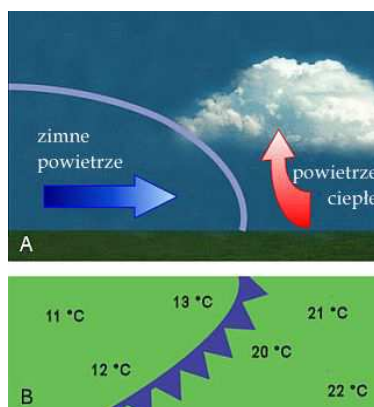 zimne
powietrze
powietrze
ciepłe
A
13 °C
11 °C
21 °C
20 °C
12 °C
22 °C
B